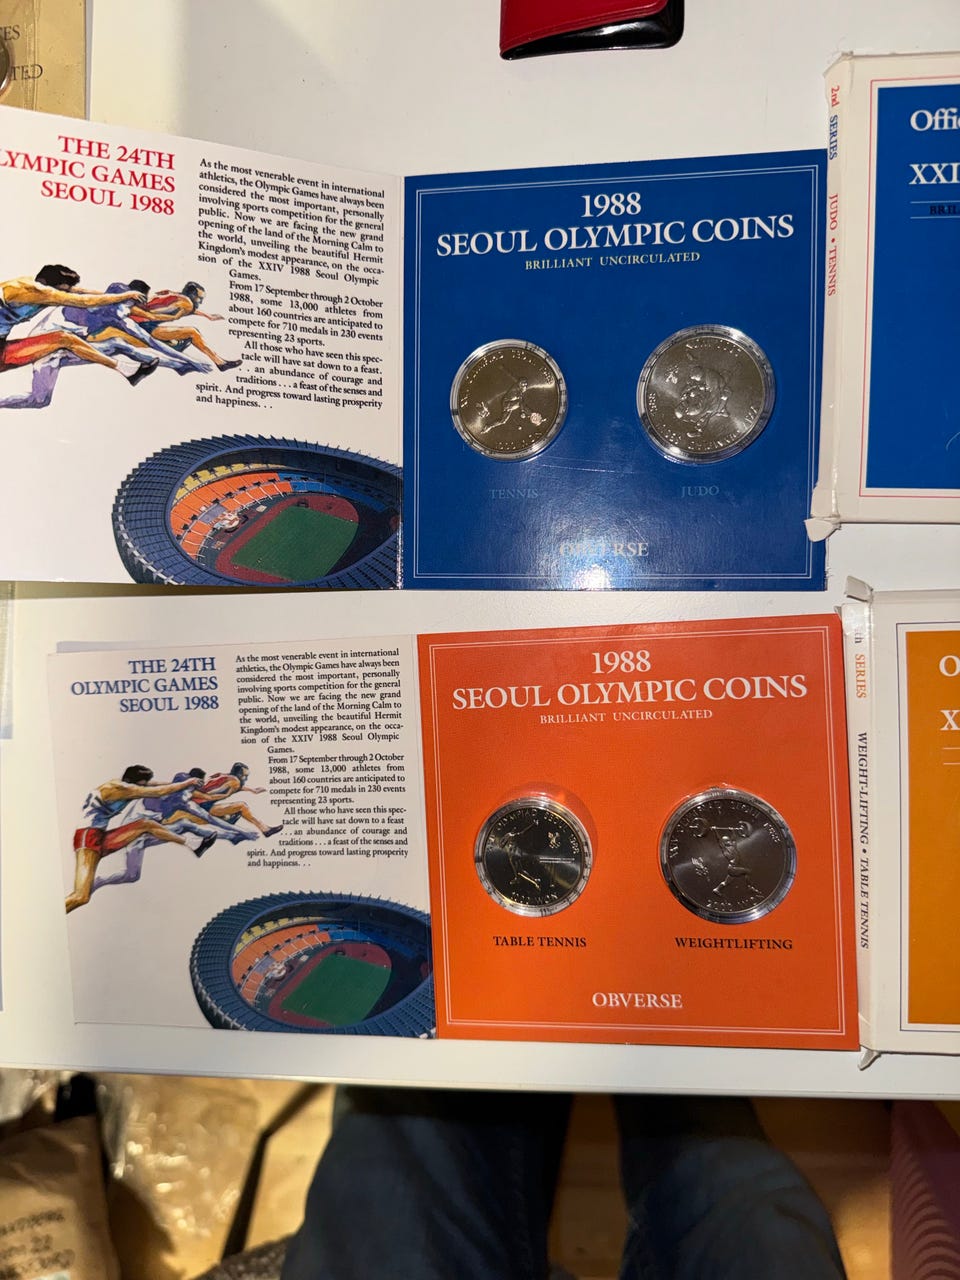 THE 24TH
LYMPIC GAMES
SEOUL 1988
As the most venerable event in international
athletics, the Olympic Games have always been
considered the most important, personally
involving sports competition for the general
public. Now we are facing the new grand
opening of the land of the Morning Calm to
the world, unveiling the beautiful Hermit
Kingdom's modest appearance, on the occa-
sion of the XXIV 1988 Seoul Olympic
Games.
From 17 September through 2 October
1988, some 13,000 athletes from
about 160 countries are anticipated to
compete for 710 medals in 230 events
representing 23 sports.
All those who have seen this spec-
tacle will have sat down to a feast.
. . an abundance of courage and
traditions . . . a feast of the senses and
spirit. And progress toward lasting prosperity
and happiness. . .
1988
SEOUL OLYMPIC COINS
BRILLIANT UNCIRCULATED
TENNIS
JUDO
OBVERSE
2nd SERIES JUDO • TENNIS
Offi
XXI
BRIL
THE 24TH
OLYMPIC GAMES
SEOUL 1988
As the most venerable event in international
athletics, the Olympic Games have always been
considered the most important, personally
involving sports competition for the general
public. Now we are facing the new grand
opening of the land of the Morning Calm to
the world, unveiling the beautiful Hermit
Kingdom's modest appearance, on the occa-
sion of the XXIV 1988 Seoul Olympic
Games.
From 17 September through 2 October
1988, some 13,000 athletes from
about 160 countries are anticipated to
compete for 710 medals in 230 events
representing 23 sports.
All those who have seen this spec-
tacle will have sat down to a feast
. . . an abundance of courage and
traditions . . . a feast of the senses and
spirit. And progress toward lasting prosperity
and happiness. . .
1988
SEOUL OLYMPIC COINS
BRILLIANT UNCIRCULATED
1000 WON
2000 WON
TABLE TENNIS
WEIGHTLIFTING
OBVERSE
th SERIES WEIGHT-LIFTING • TABLE TENNIS
O
X